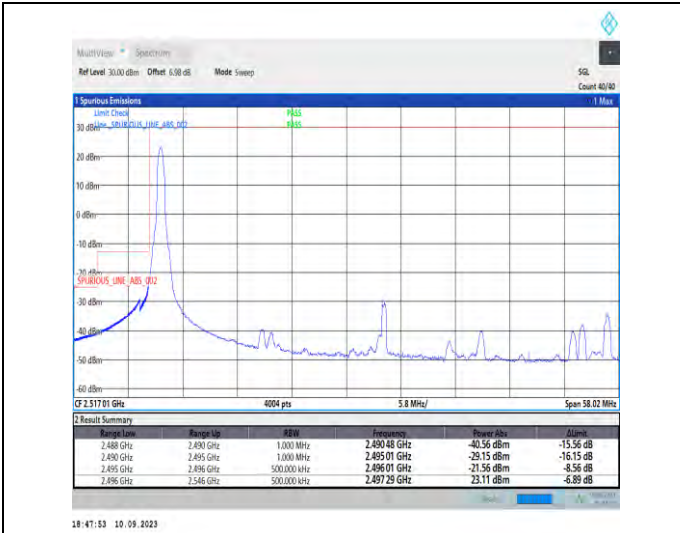 MultiView Spectrum
Ref Level 30.00 dBm Offset 6.98 dB Mode Sweep SGL
Count 40/40
1 Spurious Emissions 1 Max
Limit Check PASS
30 dBm Line _SPURIOUS_LINE_ABS_002 PASS
20 dBm
10 dBm
0 dBm
-10 dBm
-20 dBm
_SPURIOUS_LINE_ABS_002
-30 dBm
-40 dBm
-50 dBm
-60 dBm
CF 2.517 01 GHz 4004 pts 5.8 MHz/ Span 58.02 MHz
2 Result Summary
Range Low Range Up RBW Frequency Power Abs ΔLimit
2.488 GHz 2.490 GHz 1.000 MHz 2.490 48 GHz -40.56 dBm -15.56 dB
2.490 GHz 2.495 GHz 1.000 MHz 2.495 01 GHz -29.15 dBm -16.15 dB
2.495 GHz 2.496 GHz 500.000 kHz 2.496 01 GHz -21.56 dBm -8.56 dB
2.496 GHz 2.546 GHz 500.000 kHz 2.497 29 GHz 23.11 dBm -6.89 dB
18:47:53 10.09.2023